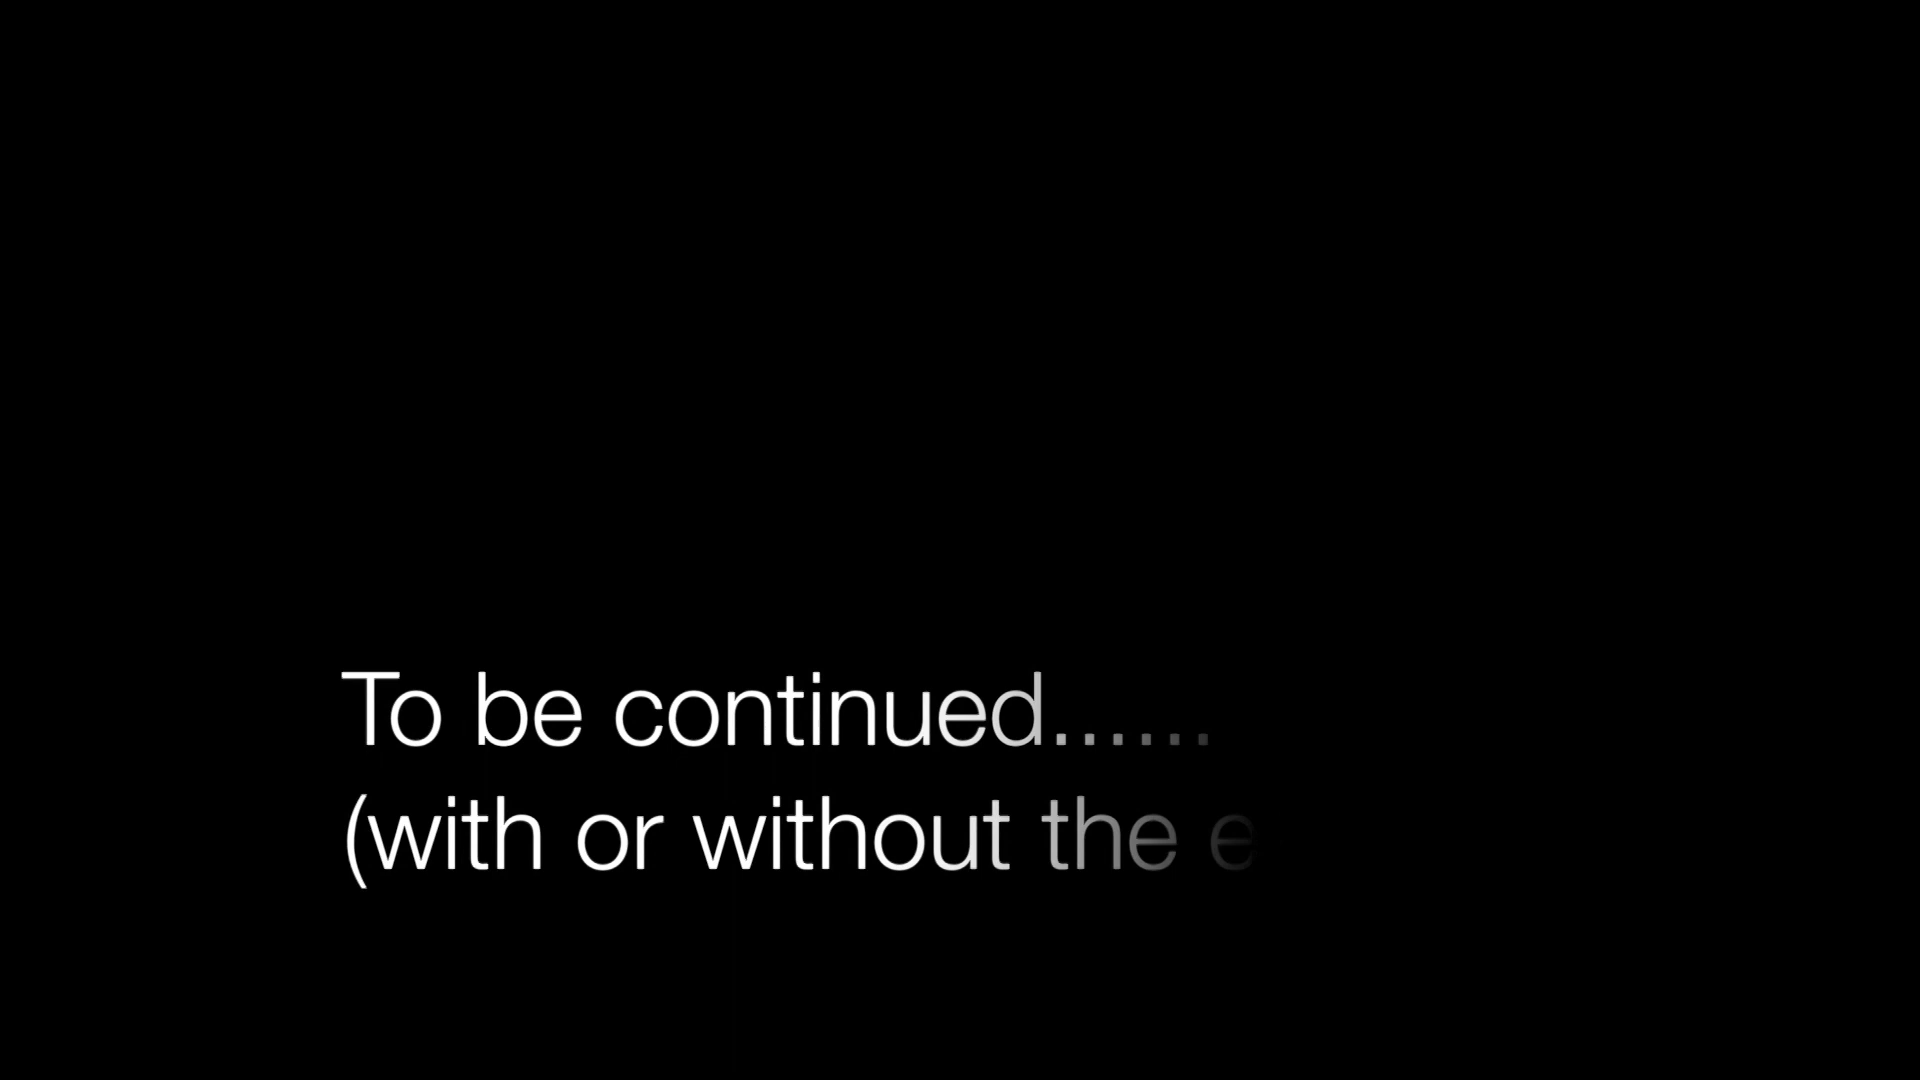 To be continued......
(with or without the e